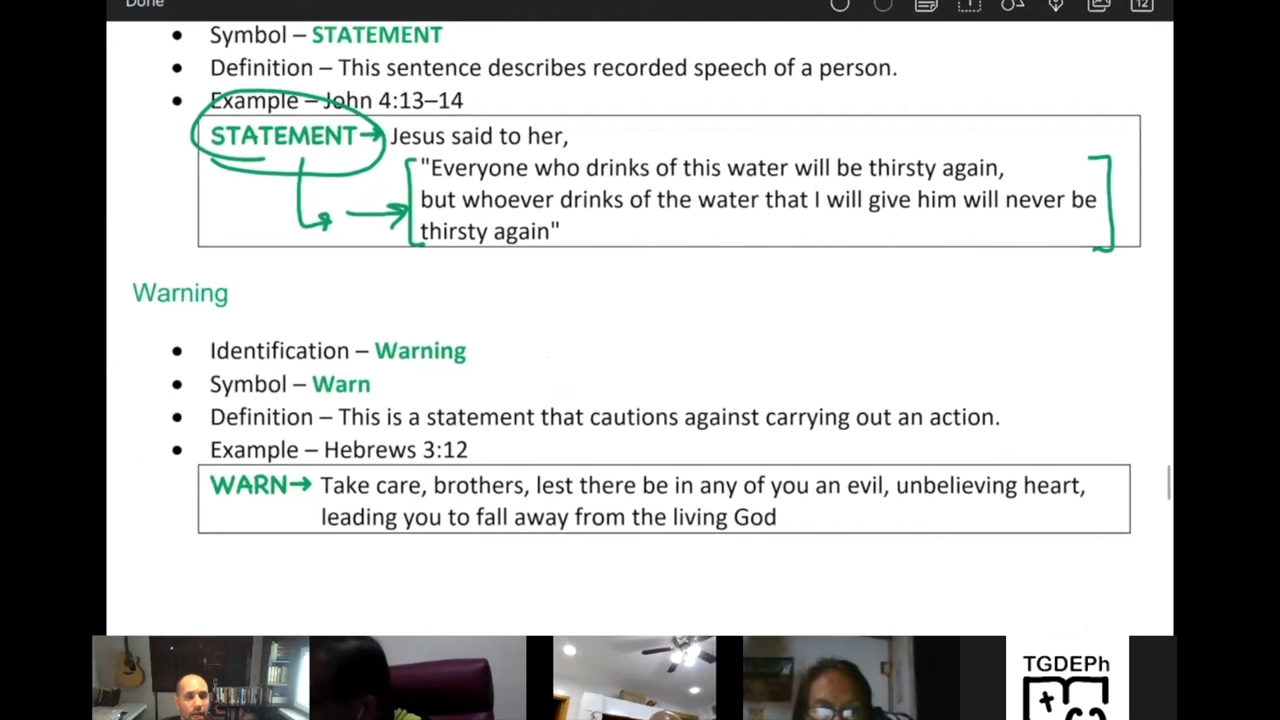 Done
• Symbol – STATEMENT
• Definition – This sentence describes recorded speech of a person.
• Example – John 4:13–14
STATEMENT→ Jesus said to her,
"Everyone who drinks of this water will be thirsty again,
but whoever drinks of the water that I will give him will never be
thirsty again"
Warning
• Identification – Warning
• Symbol – Warn
• Definition – This is a statement that cautions against carrying out an action.
• Example – Hebrews 3:12
WARN→ Take care, brothers, lest there be in any of you an evil, unbelieving heart,
leading you to fall away from the living God
TGDEPh